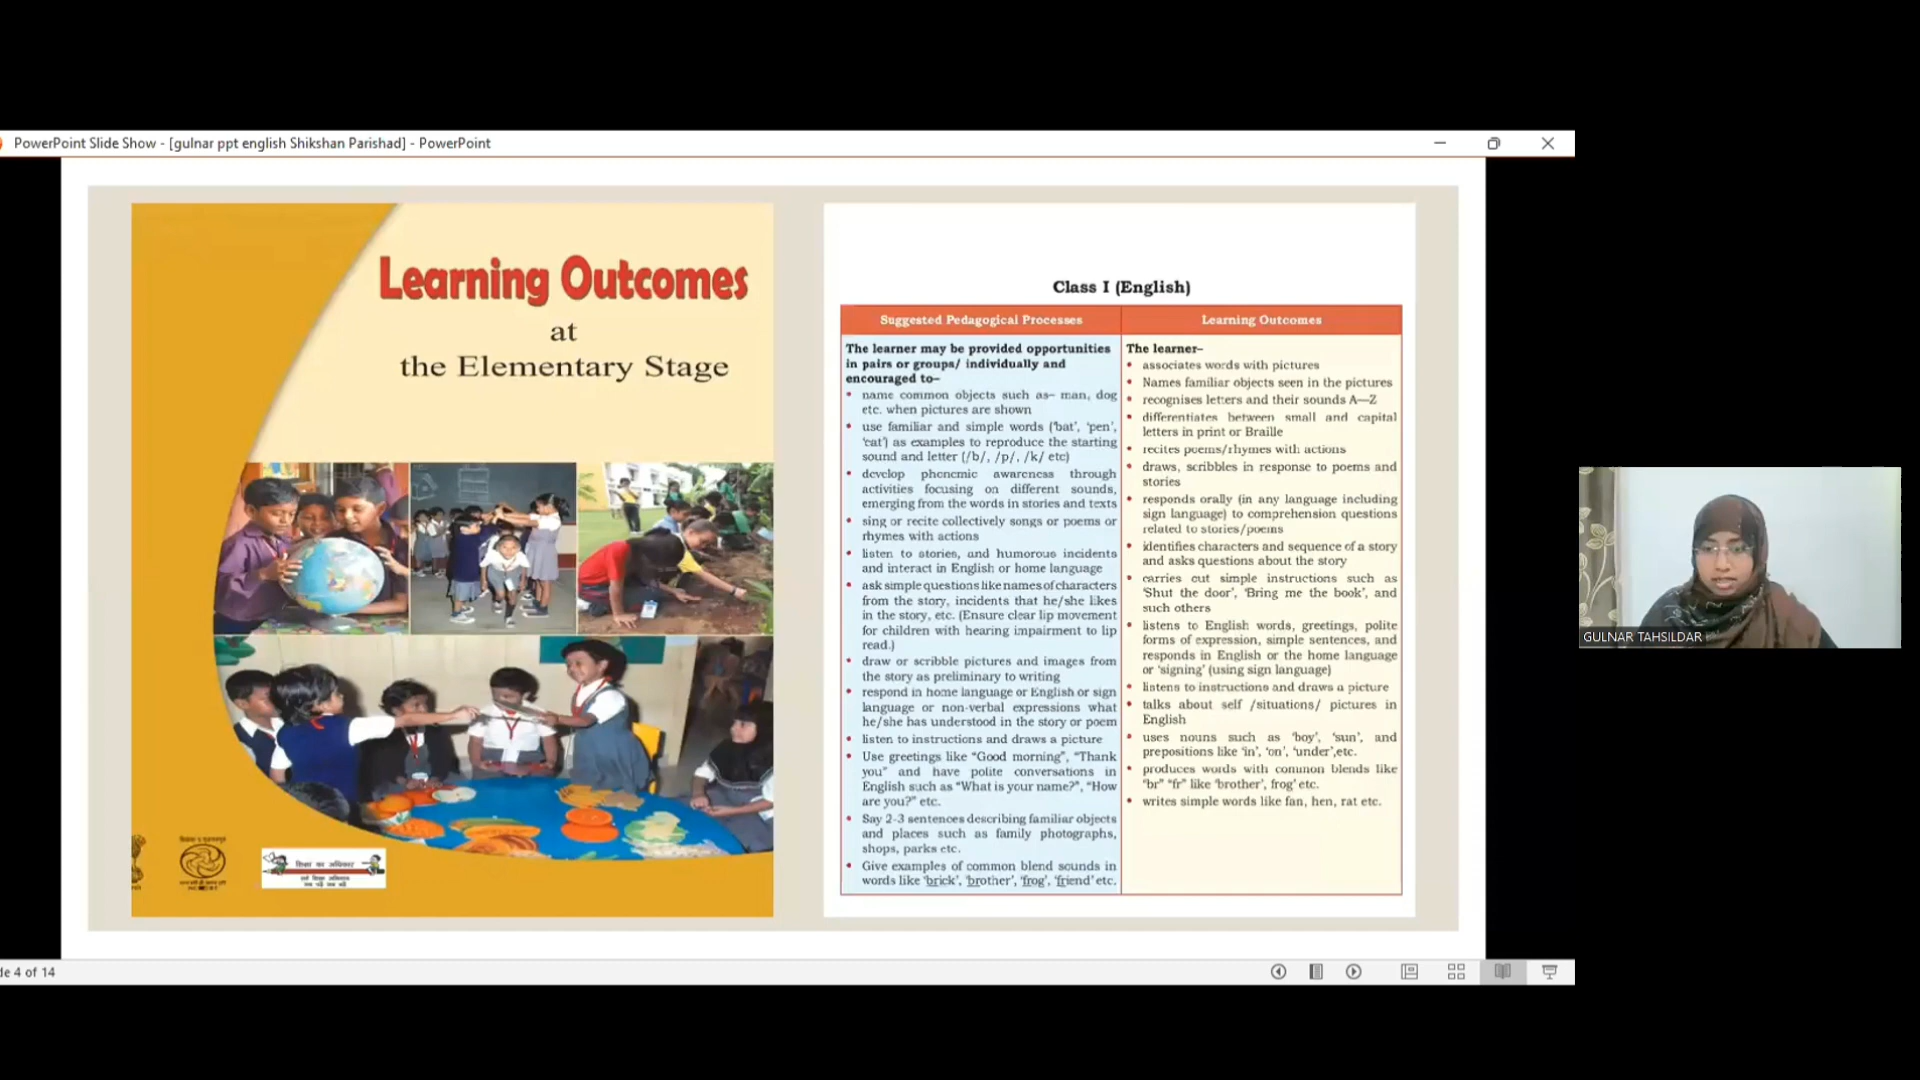 PowerPoint Slide Show - [gulnar ppt english Shikshan Parishad] - PowerPoint
Learning Outcomes
at
the Elementary Stage
शिक्षा का अधिकार
Class I (English)
Suggested Pedagogical Processes
The learner may be provided opportunities
in pairs or groups/ individually and
encouraged to–
• name common objects such as– man, dog
etc. when pictures are shown
• use familiar and simple words (‘bat’, ‘pen’,
‘cat’) as examples to reproduce the starting
sound and letter (/b/, /p/, /k/ etc)
• develop phonemic awareness through
activities focusing on different sounds,
emerging from the words in stories and texts
• sing or recite collectively songs or poems or
rhymes with actions
• listen to stories, and humorous incidents
and interact in English or home language
• ask simple questions like names of characters
from the story, incidents that he/she likes
in the story, etc. (Ensure clear lip movement
for children with hearing impairment to lip
read.)
• draw or scribble pictures and images from
the story as preliminary to writing
• respond in home language or English or sign
language or non-verbal expressions what
he/she has understood in the story or poem
• listen to instructions and draws a picture
• Use greetings like “Good morning”, “Thank
you” and have polite conversations in
English such as “What is your name?”, “How
are you?” etc.
• Say 2-3 sentences describing familiar objects
and places such as family photographs,
shops, parks etc.
• Give examples of common blend sounds in
words like ‘brick’, ‘brother’, ‘frog’, ‘friend’ etc.
Learning Outcomes
The learner–
• associates words with pictures
• Names familiar objects seen in the pictures
• recognises letters and their sounds A—Z
• differentiates between small and capital
letters in print or Braille
• recites poems/rhymes with actions
• draws, scribbles in response to poems and
stories
• responds orally (in any language including
sign language) to comprehension questions
related to stories/poems
• identifies characters and sequence of a story
and asks questions about the story
• carries out simple instructions such as
‘Shut the door’, ‘Bring me the book’, and
such others
• listens to English words, greetings, polite
forms of expression, simple sentences, and
responds in English or the home language
or ‘signing’ (using sign language)
• listens to instructions and draws a picture
• talks about self /situations/ pictures in
English
• uses nouns such as ‘boy’, ‘sun’, and
prepositions like ‘in’, ‘on’, ‘under’,etc.
• produces words with common blends like
“br” “fr” like ‘brother’, frog’ etc.
• writes simple words like fan, hen, rat etc.
GULNAR TAHSILDAR
de 4 of 14